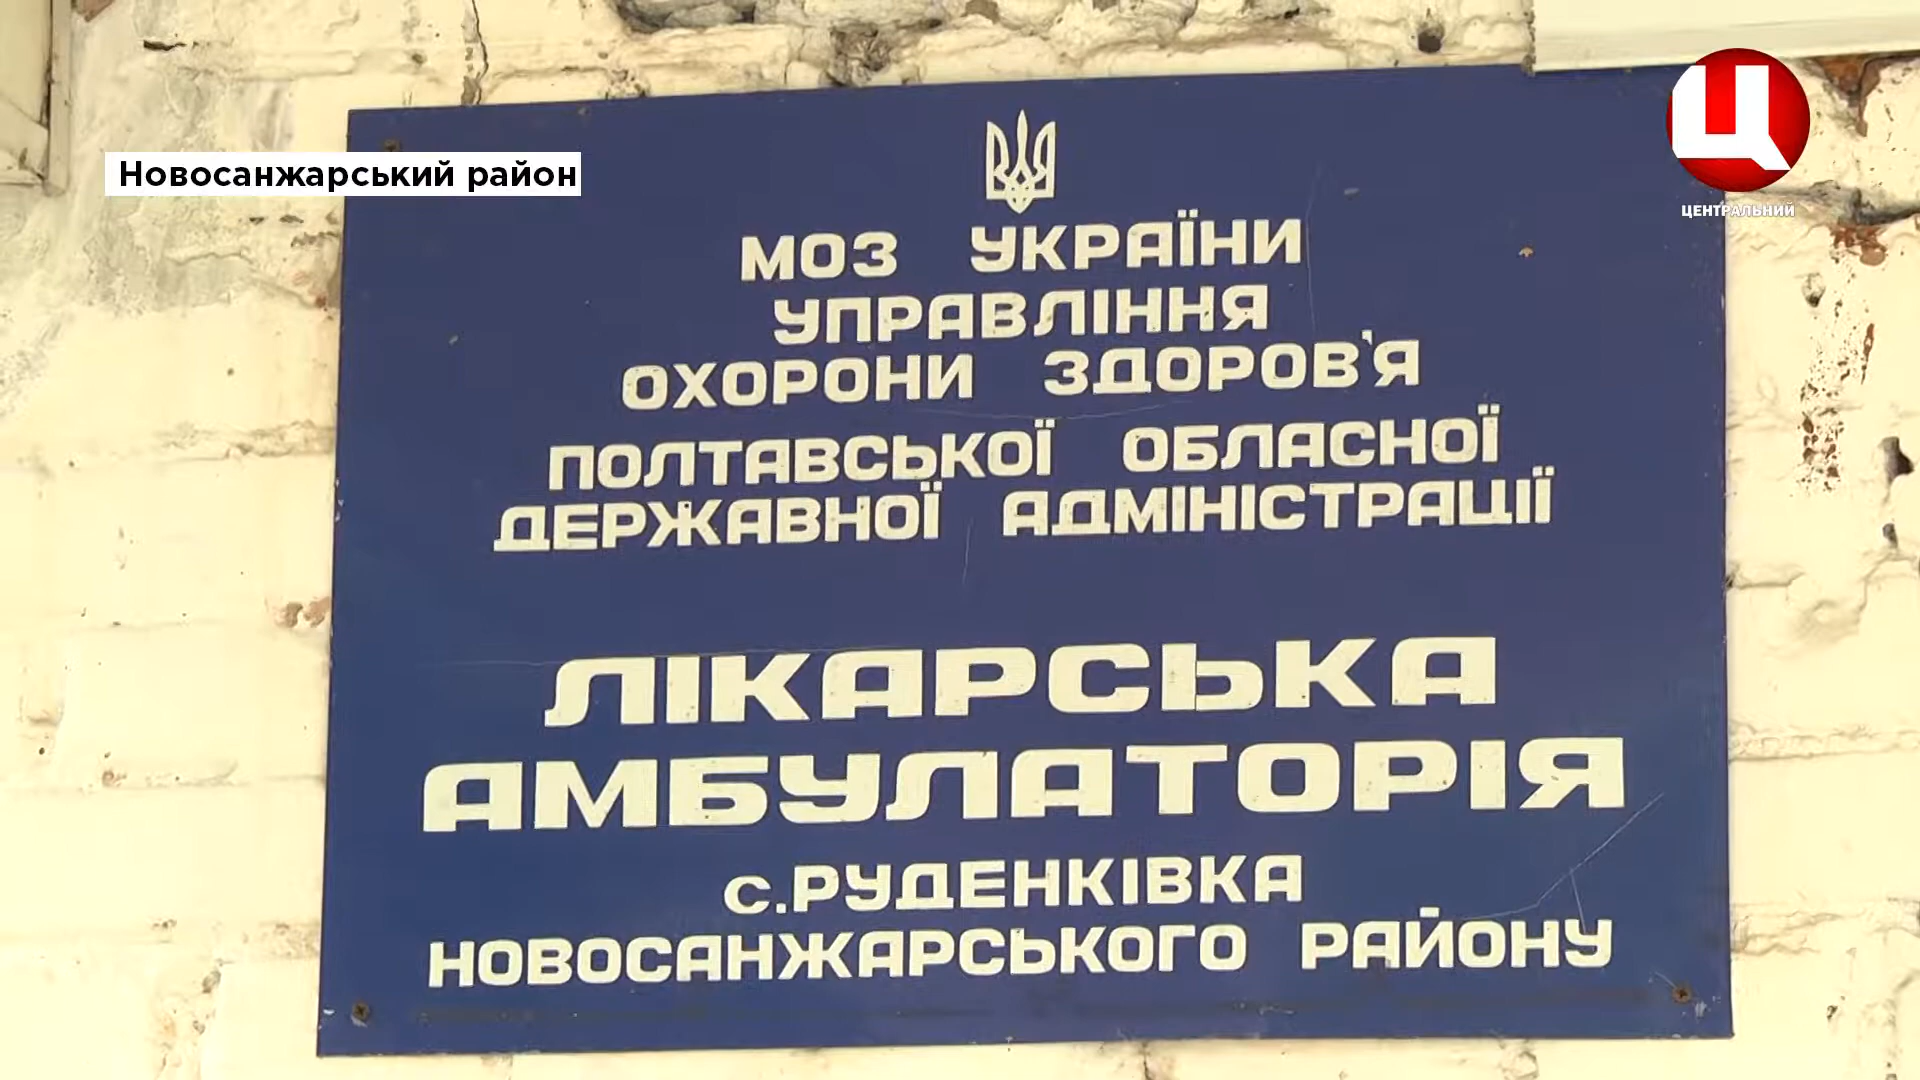 Новосанжарський район
Ц
ЦЕНТРАЛЬНИЙ
МОЗ УКРАЇНИ
УПРАВЛІННЯ
ОХОРОНИ ЗДОРОВ'Я
ПОЛТАВСЬКОЇ ОБЛАСНОЇ
ДЕРЖАВНОЇ АДМІНІСТРАЦІЇ
ЛІКАРСЬКА
АМБУЛАТОРІЯ
с.РУДЕНКІВКА
НОВОСАНЖАРСЬКОГО РАЙОНУ